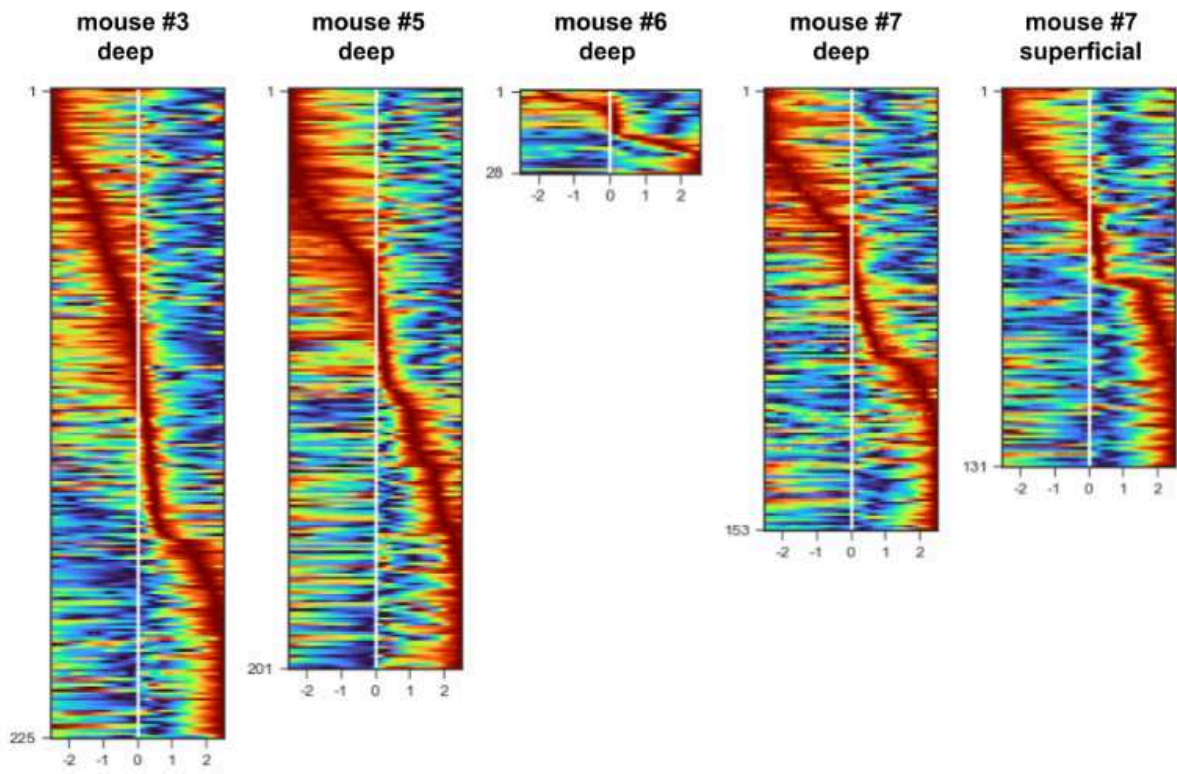 mouse #3
deep
mouse #5
deep
mouse #6
deep
mouse #7
deep
mouse #7
superficial
1
225
-2 -1 0 1 2
1
201
-2 -1 0 1 2
1
28
-2 -1 0 1 2
1
153
-2 -1 0 1 2
1
131
-2 -1 0 1 2